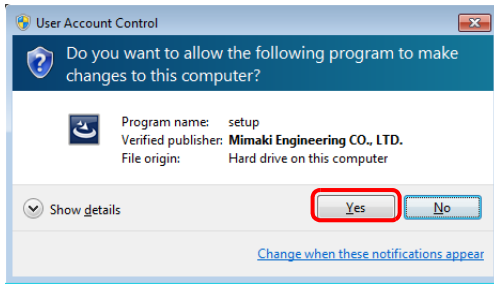 User Account Control
Do you want to allow the following program to make
changes to this computer?
Program name: setup
Verified publisher: Mimaki Engineering CO., LTD.
File origin: Hard drive on this computer
Show details
Yes
No
Change when these notifications appear